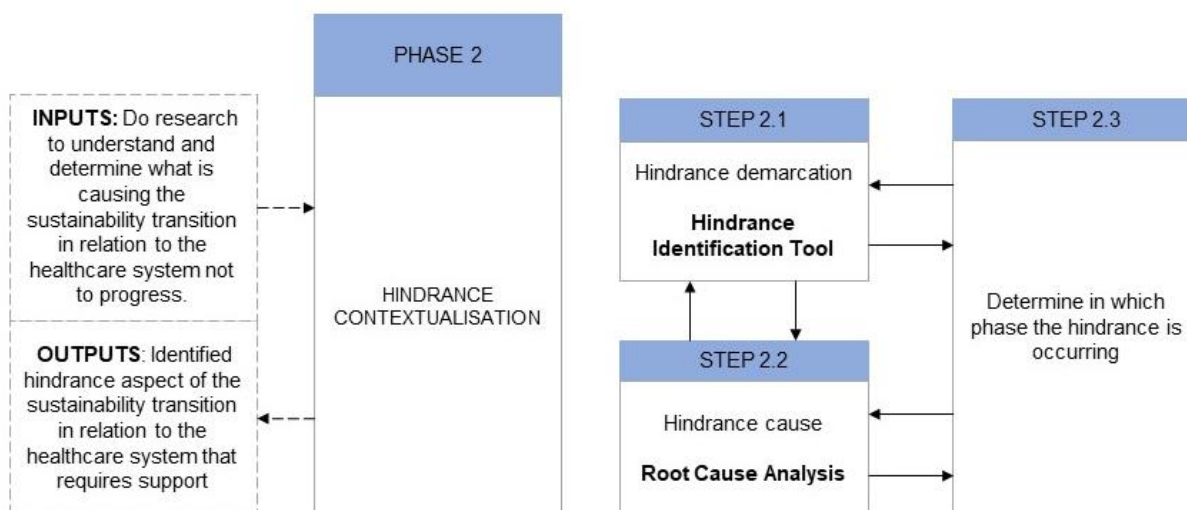 PHASE 2
INPUTS: Do research
to understand and
determine what is
causing the
sustainability transition
in relation to the
healthcare system not
to progress.
OUTPUTS: Identified
hindrance aspect of the
sustainability transition
in relation to the
healthcare system that
requires support
HINDRANCE
CONTEXTUALISATION
STEP 2.1
Hindrance demarcation
Hindrance
Identification Tool
STEP 2.2
Hindrance cause
Root Cause Analysis
STEP 2.3
Determine in which
phase the hindrance is
occurring